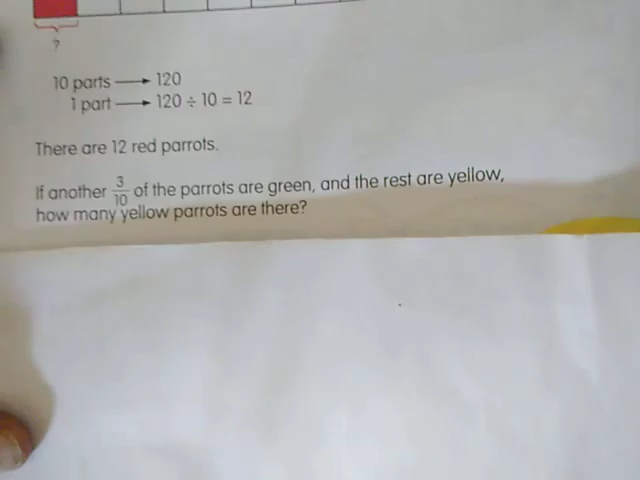 ?
10 parts ⟶ 120
1 part ⟶ 120 ÷ 10 = 12
There are 12 red parrots.
If another 3/10 of the parrots are green, and the rest are yellow,
how many yellow parrots are there?